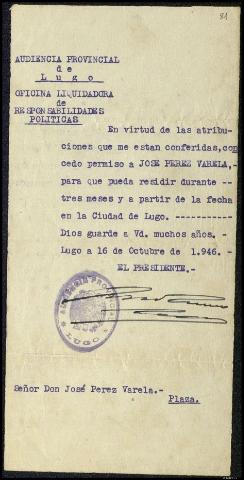 81
AUDIENCIA PROVINCIAL
de
L u g o
OFICINA LIQUIDADORA
de
RESPONSABILIDADES
POLITICAS
En virtud de las atribu-
ciones que me estan conferidas,con
cedo permiso a JOSE PEREZ VARELA,
para que pueda residir durante --
tres meses y a partir de la fecha
en la Ciudad de Lugo. ----------
Dios guarde a Vd. muchos años. -
Lugo a 16 de Octubre de 1.946. -
EL PRESIDENTE.-
AUDIENCIA PROVINCIAL
* LUGO *
Señor Don José Perez Varela.-
Plaza.